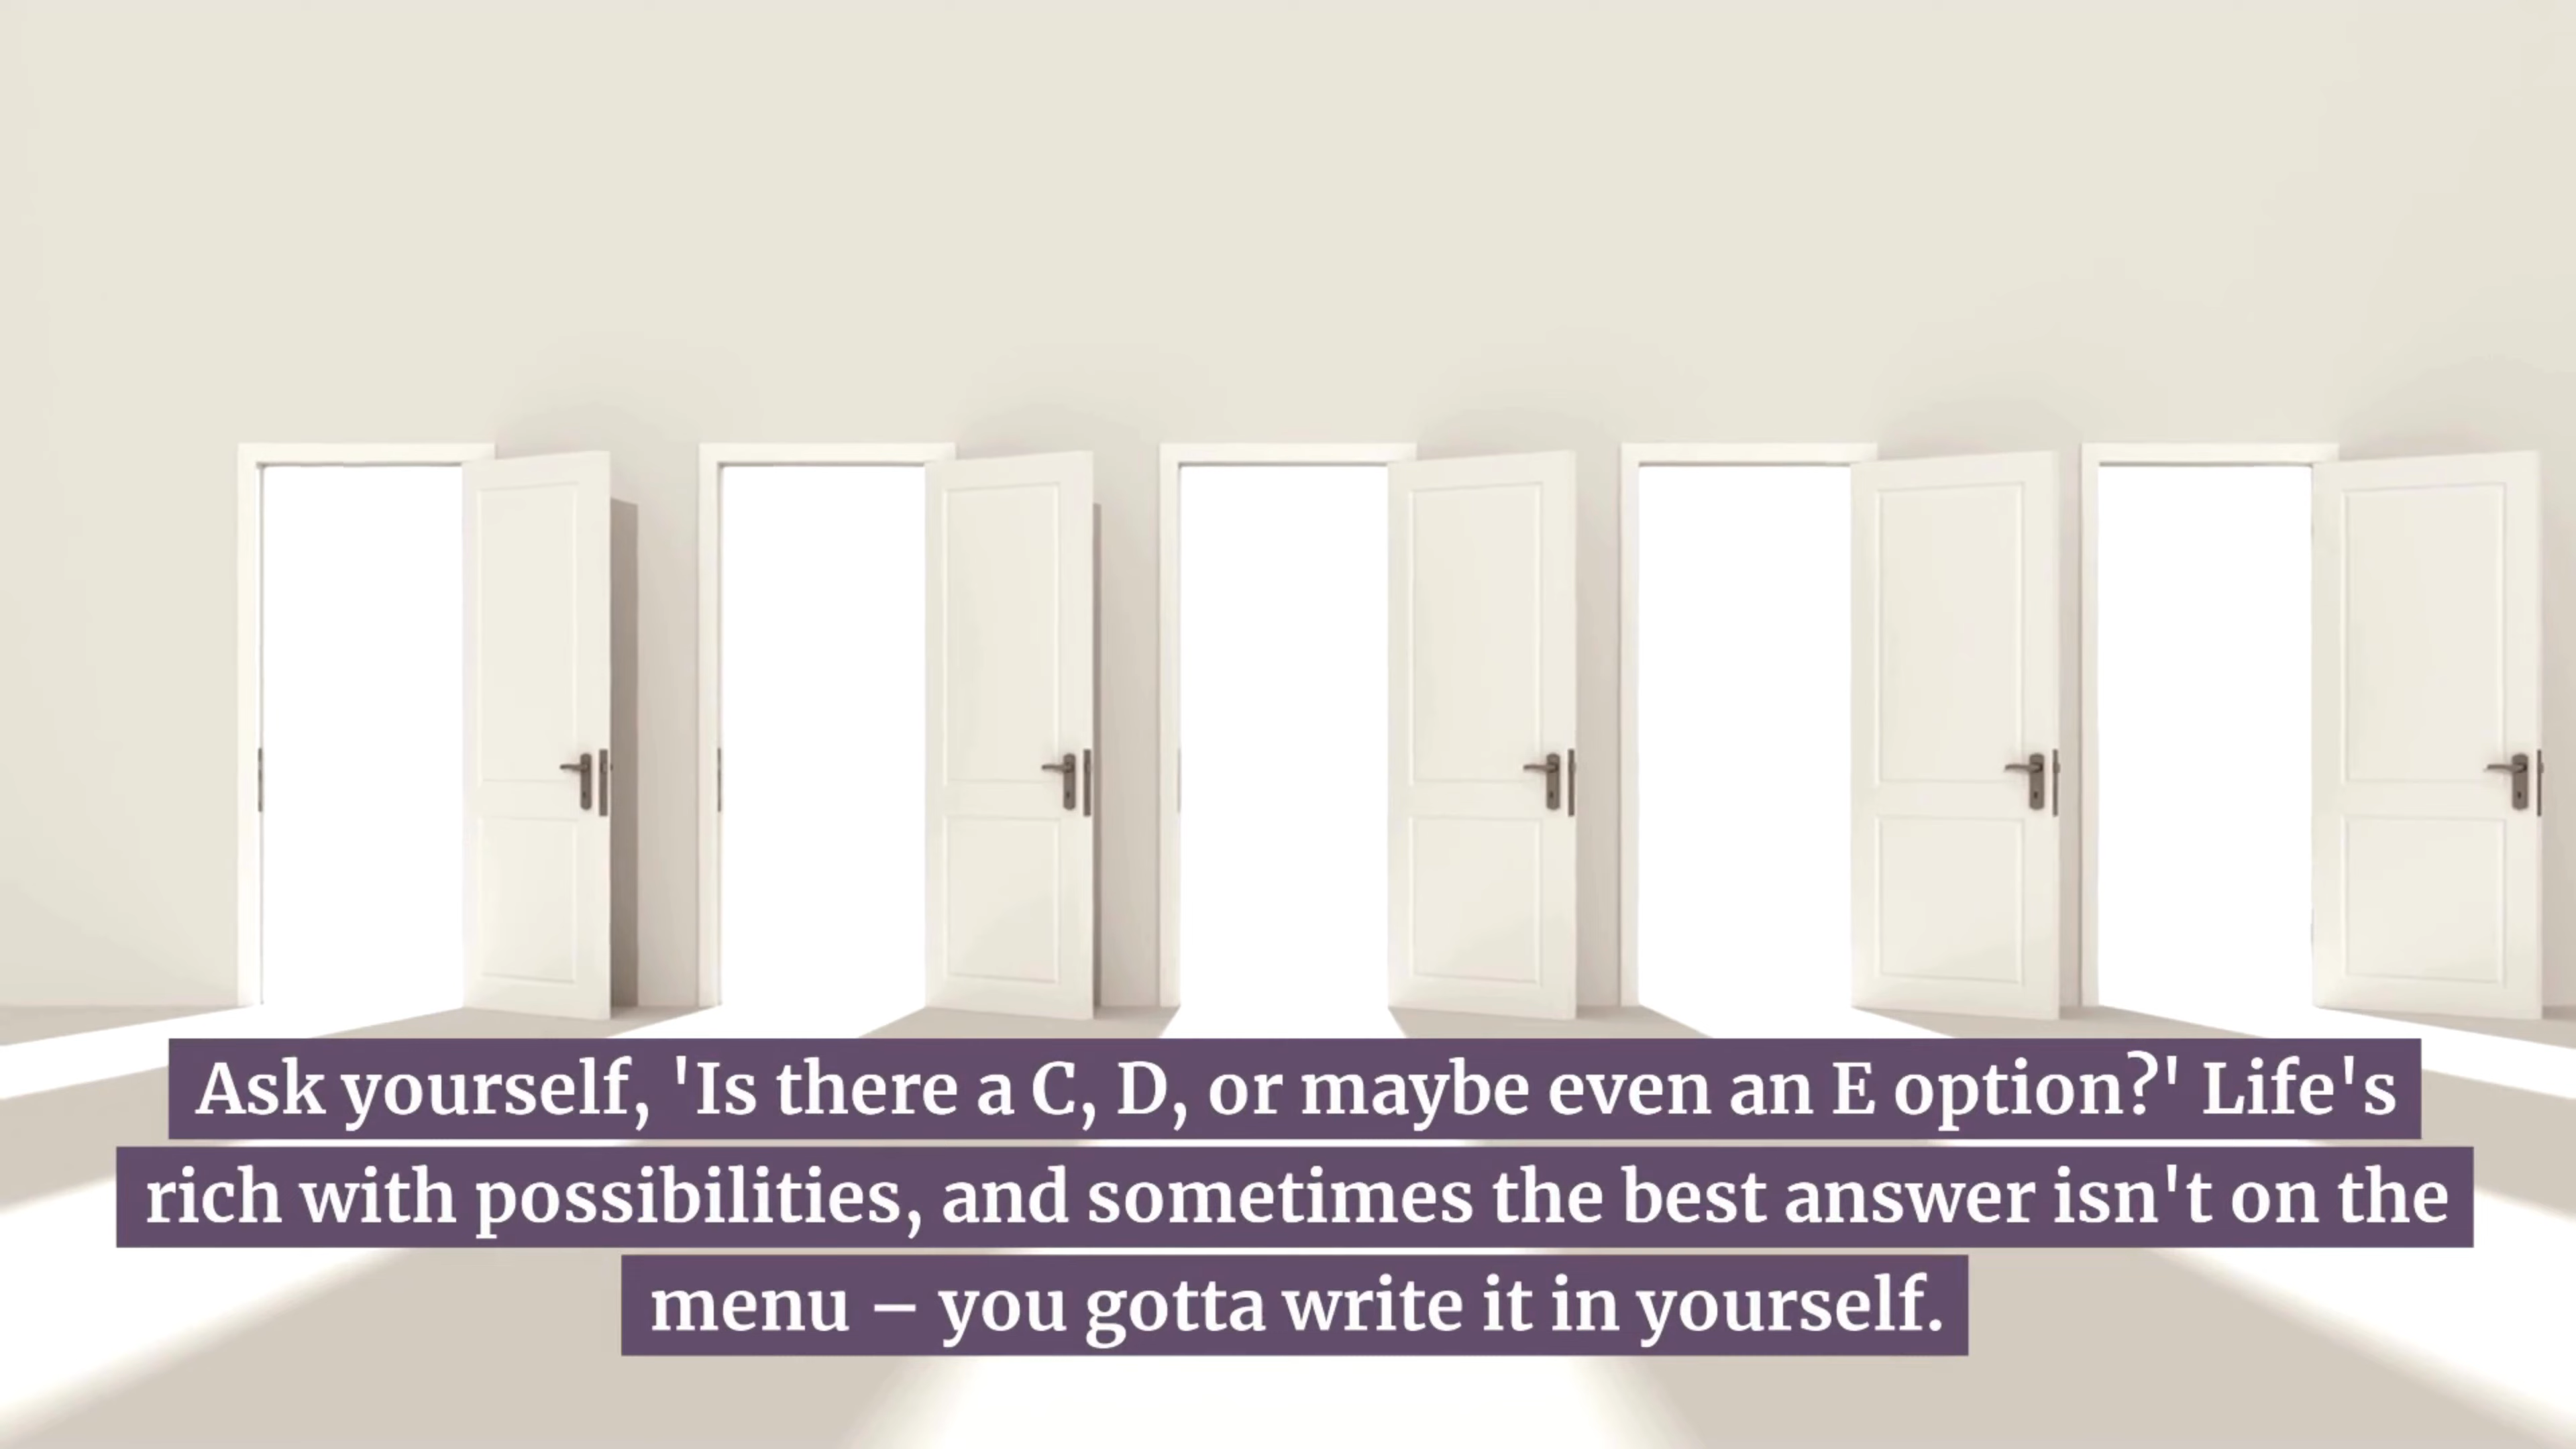 Ask yourself, 'Is there a C, D, or maybe even an E option?' Life's
rich with possibilities, and sometimes the best answer isn't on the
menu – you gotta write it in yourself.